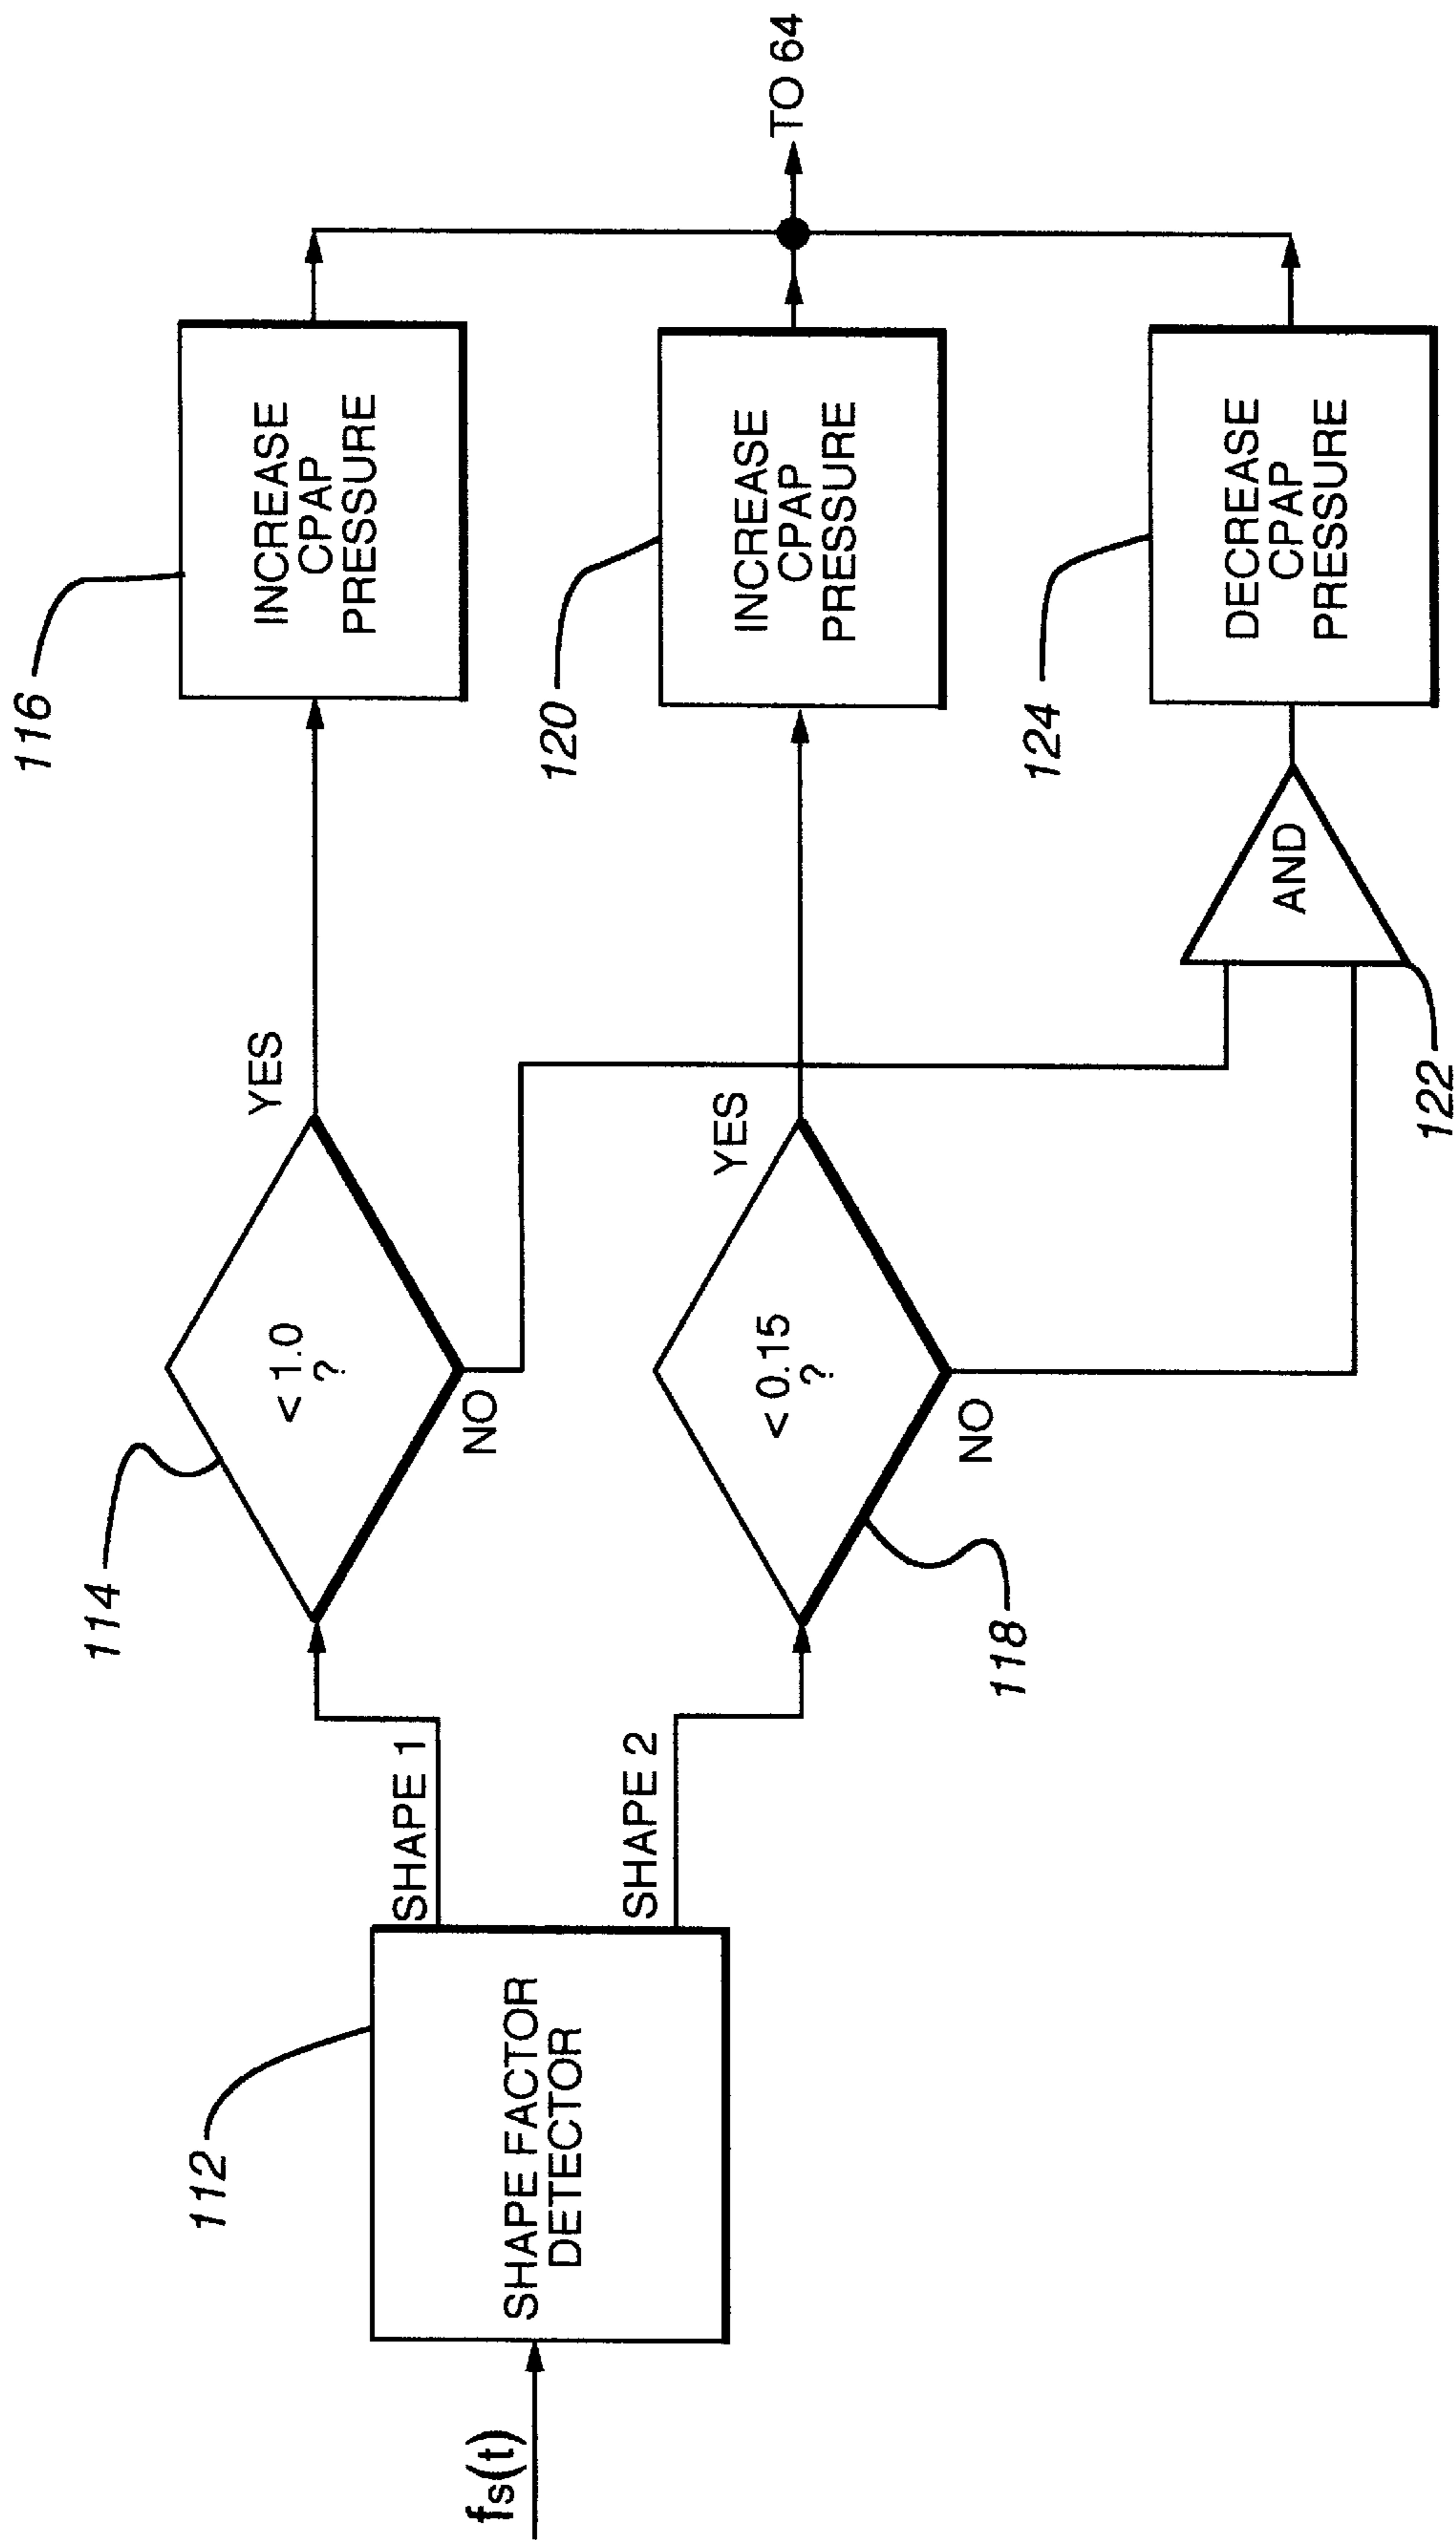 fs(t)
112
SHAPE FACTOR
DETECTOR
SHAPE 1
SHAPE 2
114
< 1.0
?
YES
NO
118
< 0.15
?
YES
NO
116
INCREASE
CPAP
PRESSURE
120
INCREASE
CPAP
PRESSURE
122
AND
124
DECREASE
CPAP
PRESSURE
TO 64